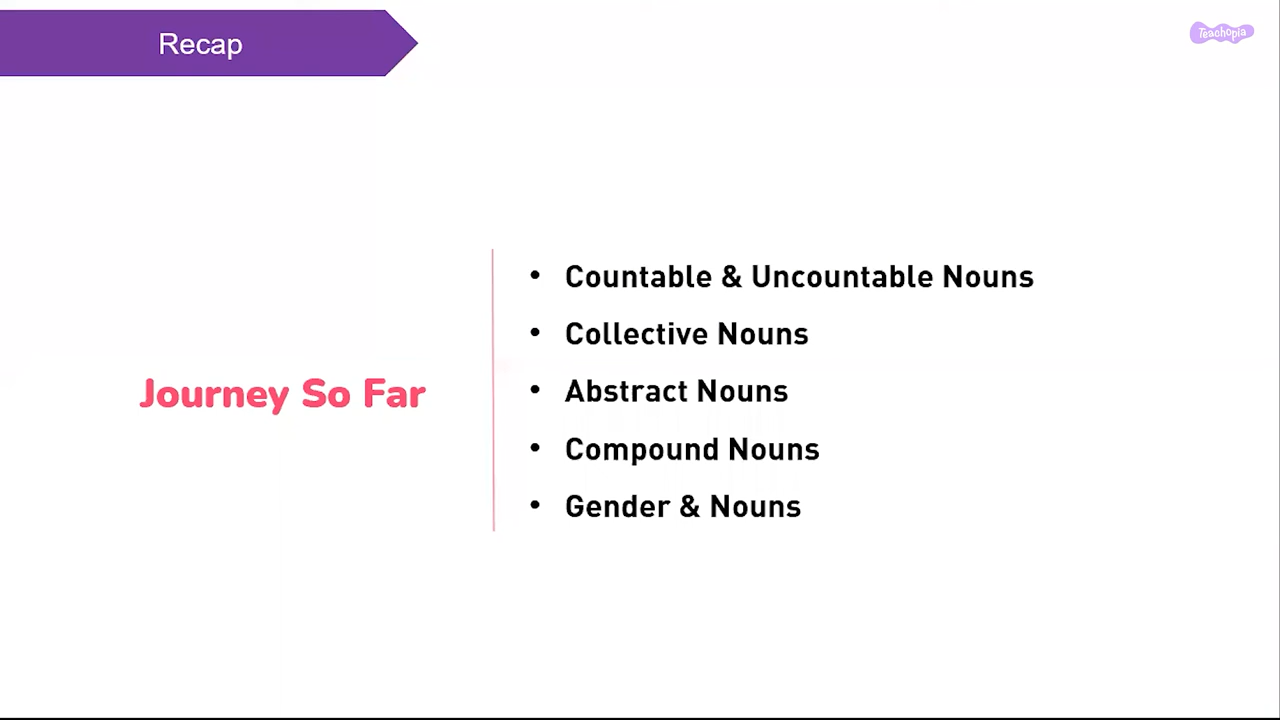 Recap
Teachopia
Journey So Far
• Countable & Uncountable Nouns
• Collective Nouns
• Abstract Nouns
• Compound Nouns
• Gender & Nouns